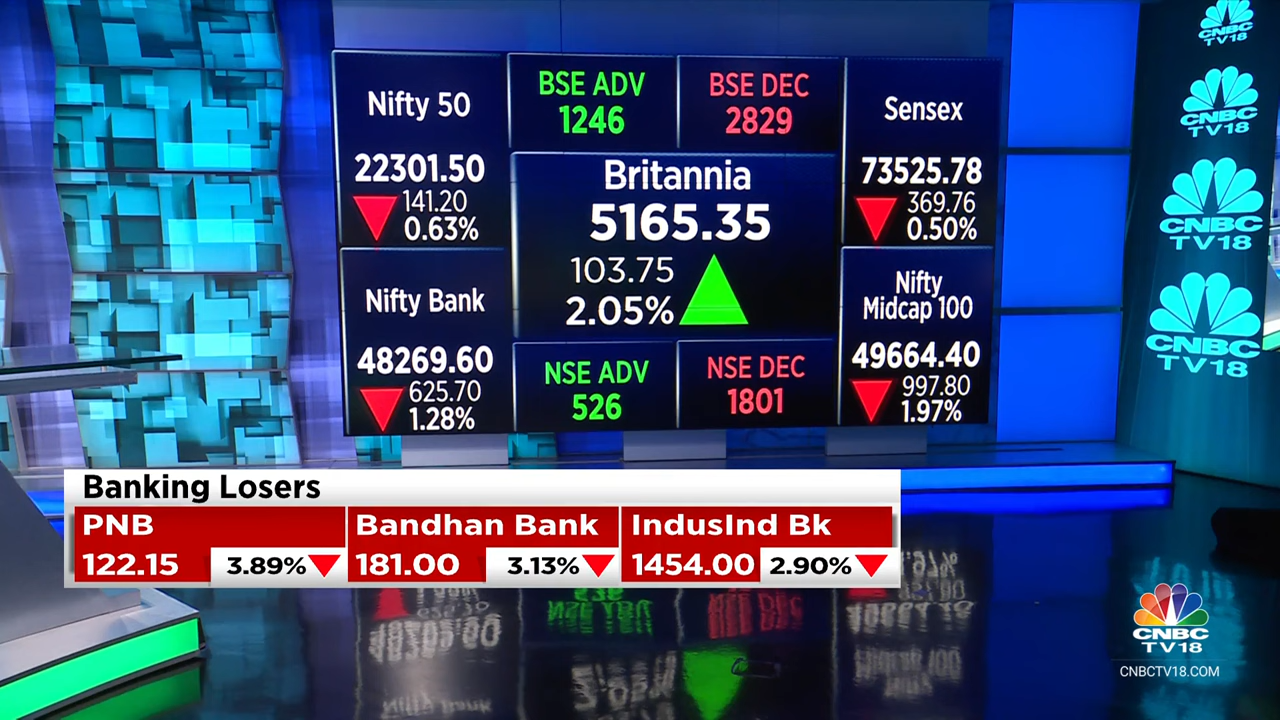 Nifty 50
22301.50
141.20
0.63%
BSE ADV
1246
BSE DEC
2829
Sensex
73525.78
369.76
0.50%
Britannia
5165.35
103.75
2.05%
Nifty Bank
48269.60
625.70
1.28%
NSE ADV
526
NSE DEC
1801
Nifty
Midcap 100
49664.40
997.80
1.97%
CNBC
TV18
CNBC
TV18
CNBC
TV18
CNBC
TV18
Banking Losers
PNB
122.15 3.89%
Bandhan Bank
181.00 3.13%
IndusInd Bk
1454.00 2.90%
CNBC
TV18
CNBCTV18.COM